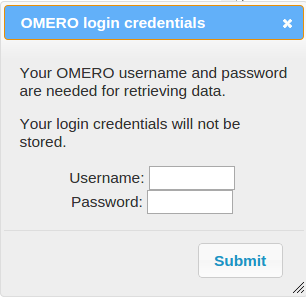 OMERO login credentials
Your OMERO username and password
are needed for retrieving data.
Your login credentials will not be
stored.
Username:
Password:
Submit